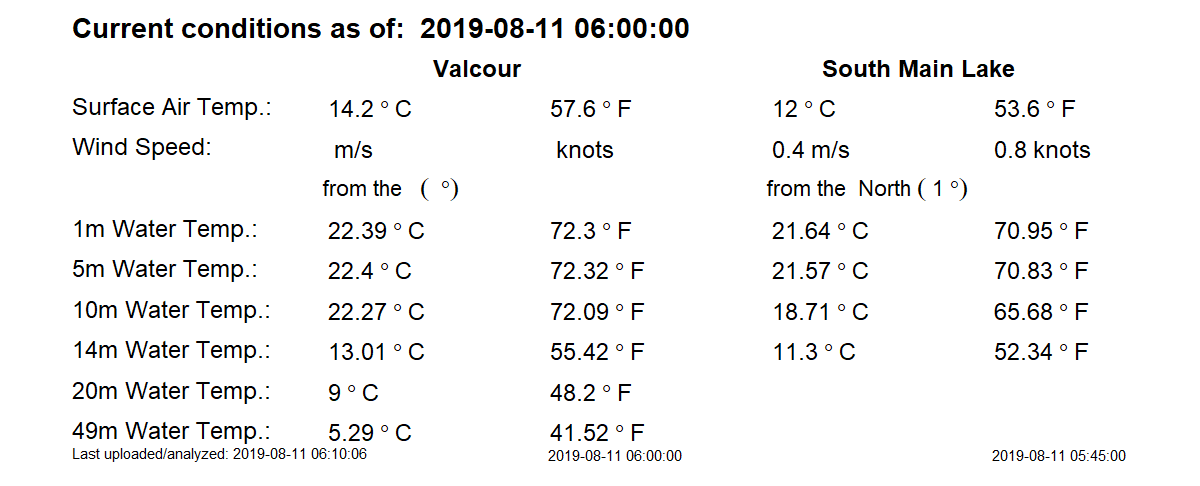 Current conditions as of: 2019-08-11 06:00:00
Valcour South Main Lake
Surface Air Temp.: 14.2 ° C 57.6 ° F 12 ° C 53.6 ° F
Wind Speed: m/s knots 0.4 m/s 0.8 knots
from the ( °) from the North ( 1 °)
1m Water Temp.: 22.39 ° C 72.3 ° F 21.64 ° C 70.95 ° F
5m Water Temp.: 22.4 ° C 72.32 ° F 21.57 ° C 70.83 ° F
10m Water Temp.: 22.27 ° C 72.09 ° F 18.71 ° C 65.68 ° F
14m Water Temp.: 13.01 ° C 55.42 ° F 11.3 ° C 52.34 ° F
20m Water Temp.: 9 ° C 48.2 ° F
49m Water Temp.: 5.29 ° C 41.52 ° F
Last uploaded/analyzed: 2019-08-11 06:10:06 2019-08-11 06:00:00 2019-08-11 05:45:00